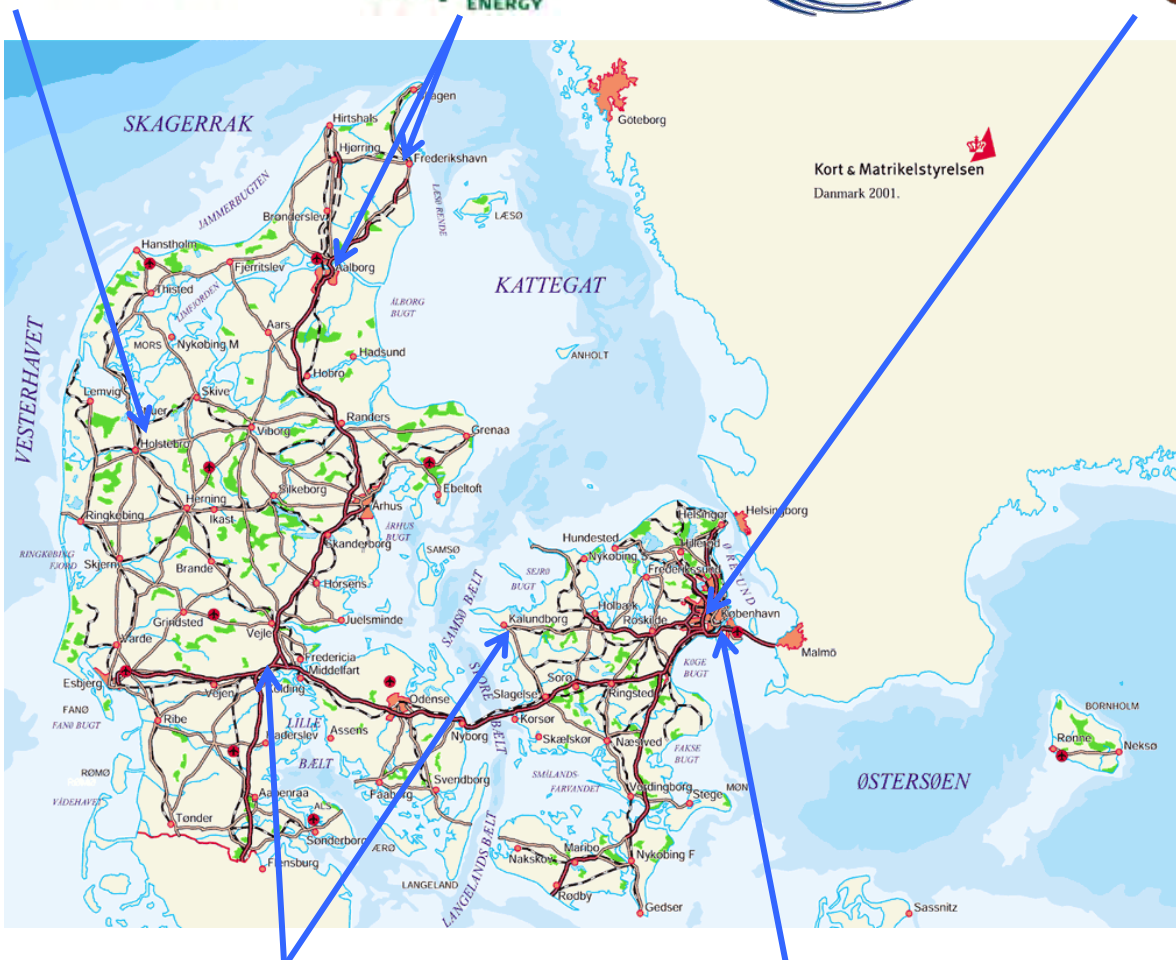 ENERGY
SKAGERRAK
Göteborg
Hirtshals
Hjørring
Frederikshavn
Kort & Matrikelstyrelsen
Danmark 2001.
JAMMERBUGTEN
LÆSØ RENDE
LÆSØ
Brønderslev
Hanstholm
Fjerritslev
Aalborg
KATTEGAT
Thisted
LIMFJORDEN
ÅLBORG
BUGT
VESTERHAVET
Aars
MORS
Nykøbing M
Hadsund
ANHOLT
Hobro
Lemvig
Skive
Randers
Viborg
Grenaa
Holstebro
Silkeborg
Ebeltoft
Herning
Århus
Ringkøbing
Ikast
Helsingør
Helsingborg
ÅRHUS
BUGT
Skanderborg
Hundested
Hillerød
SAMSØ
Nykøbing
RINGKØBING
FJORD
Skjern
Brande
SEJRØ
BUGT
Frederikssund
ØRESUND
Horsens
SAMSØ BÆLT
Holbæk
Grindsted
Juelsminde
Kalundborg
Roskilde
København
Varde
Vejle
Malmö
Fredericia
Middelfart
KØGE
BUGT
Esbjerg
Vejen
Kolding
Odense
STORE BÆLT
Slagelse
Sorø
Ringsted
FANØ
FANØ BUGT
Ribe
LILLE
BÆLT
Haderslev
Assens
Nyborg
Korsør
Skælskør
Næstved
FAKSE
BUGT
BORNHOLM
Rønne
Neksø
RØMØ
VADEHAVET
Aabenraa
Svendborg
Faaborg
SMÅLANDS-
FARVANDET
Vordingborg
Stege
MØN
ØSTERSØEN
Tønder
ALS
Sønderborg
ÆRØ
Flensburg
LANGELAND
LANGELANDS BÆLT
Nakskov
Maribo
Nykøbing F
Rødby
Gedser
Sassnitz